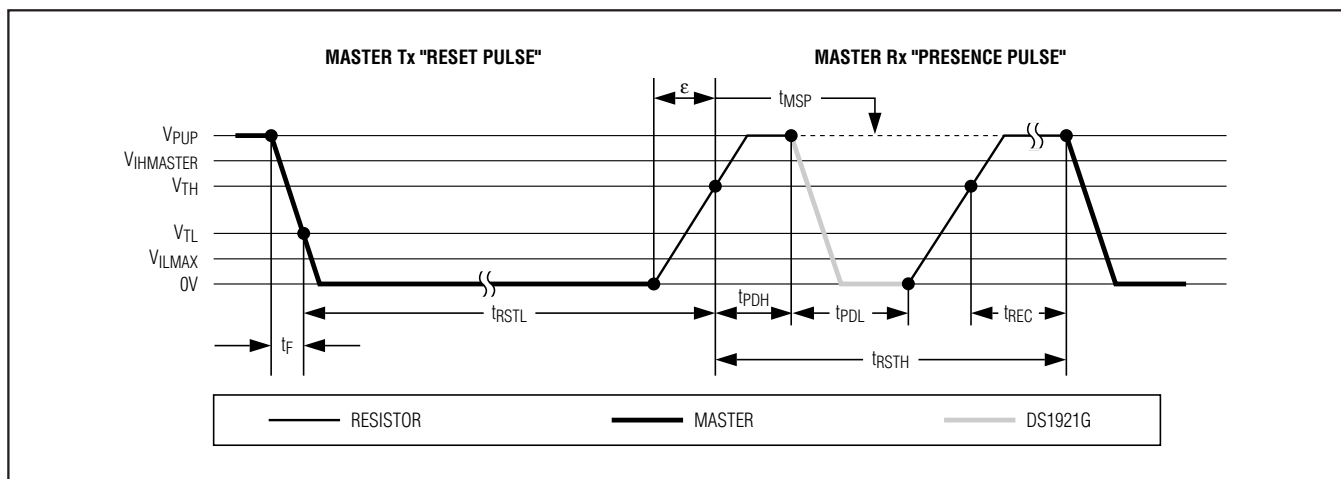 MASTER Tx "RESET PULSE"
MASTER Rx "PRESENCE PULSE"
ε
tMSP
VPUP
VIHMASTER
VTH
VTL
VILMAX
0V
tRSTL
tPDH
tPDL
tREC
tF
tRSTH
RESISTOR
MASTER
DS1921G